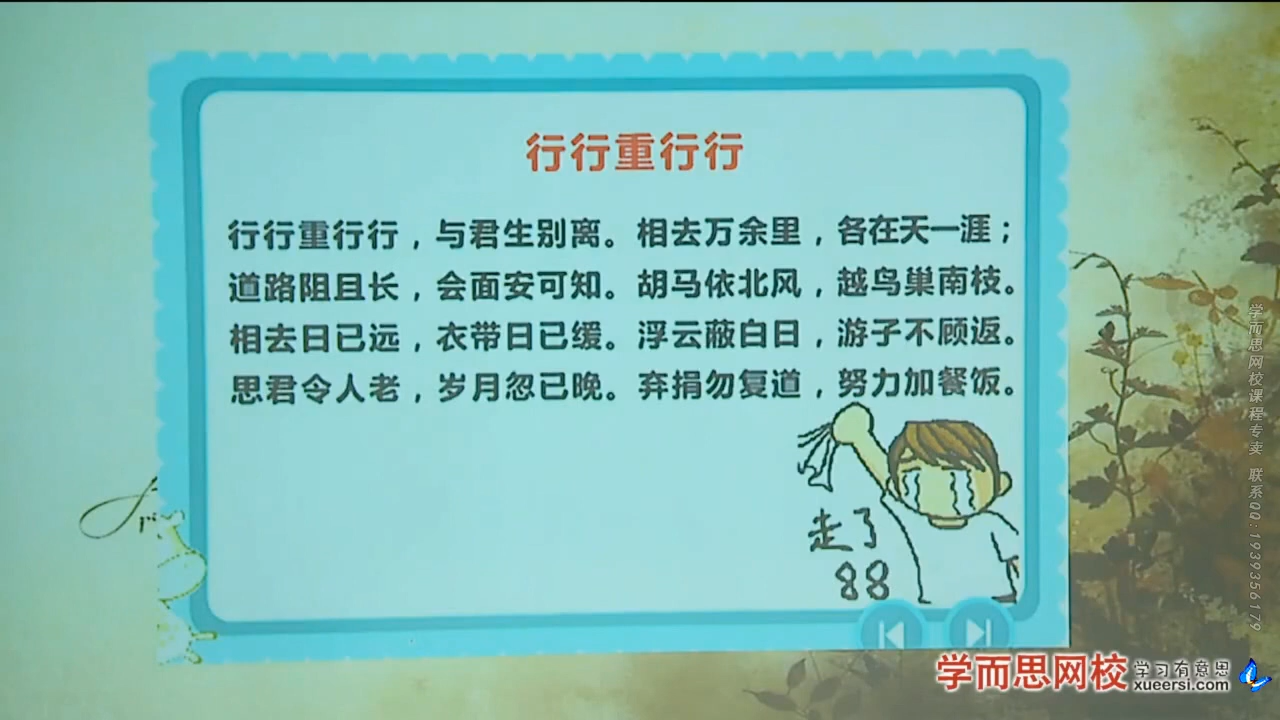 行行重行行
行行重行行，与君生别离。相去万余里，各在天一涯；
道路阻且长，会面安可知。胡马依北风，越鸟巢南枝。
相去日已远，衣带日已缓。浮云蔽白日，游子不顾返。
思君令人老，岁月忽已晚。弃捐勿复道，努力加餐饭。
走了
88
学而思网校课程专卖 联系QQ:1939356179
学而思网校 学习有意思
xueersi.com